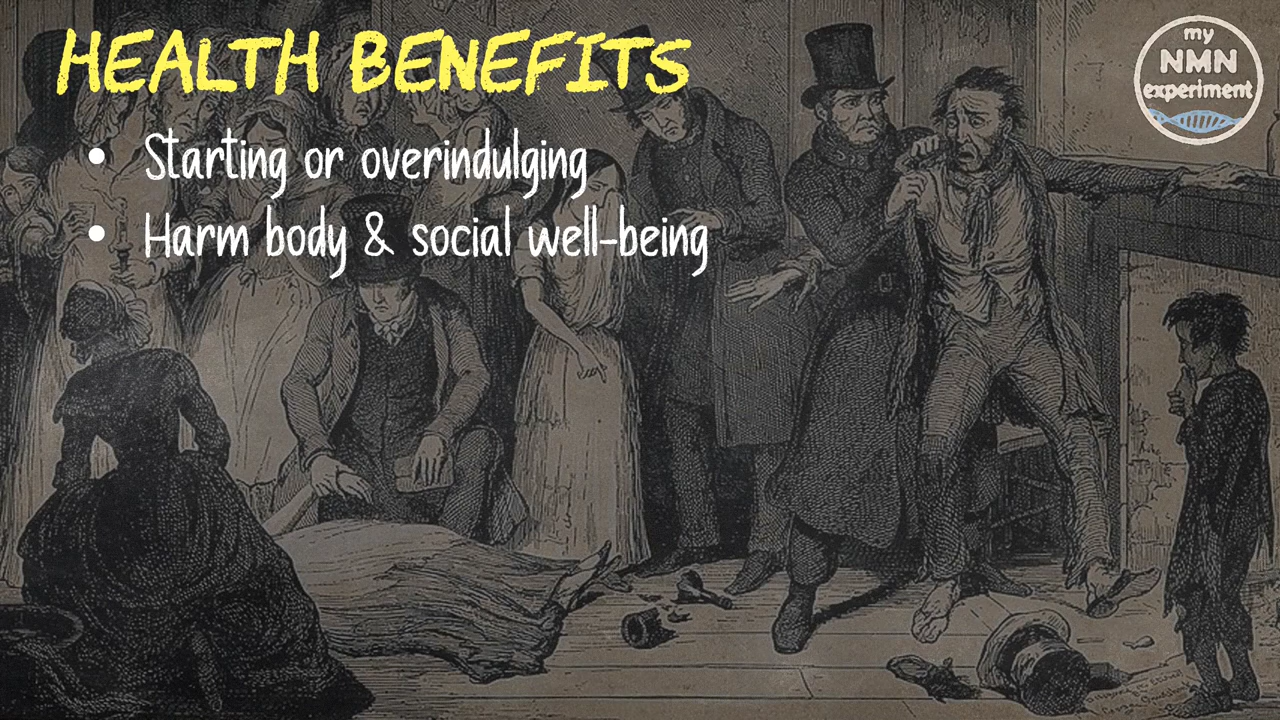 HEALTH BENEFITS
my
NMN
experiment
• Starting or overindulging
• Harm body & social well-being